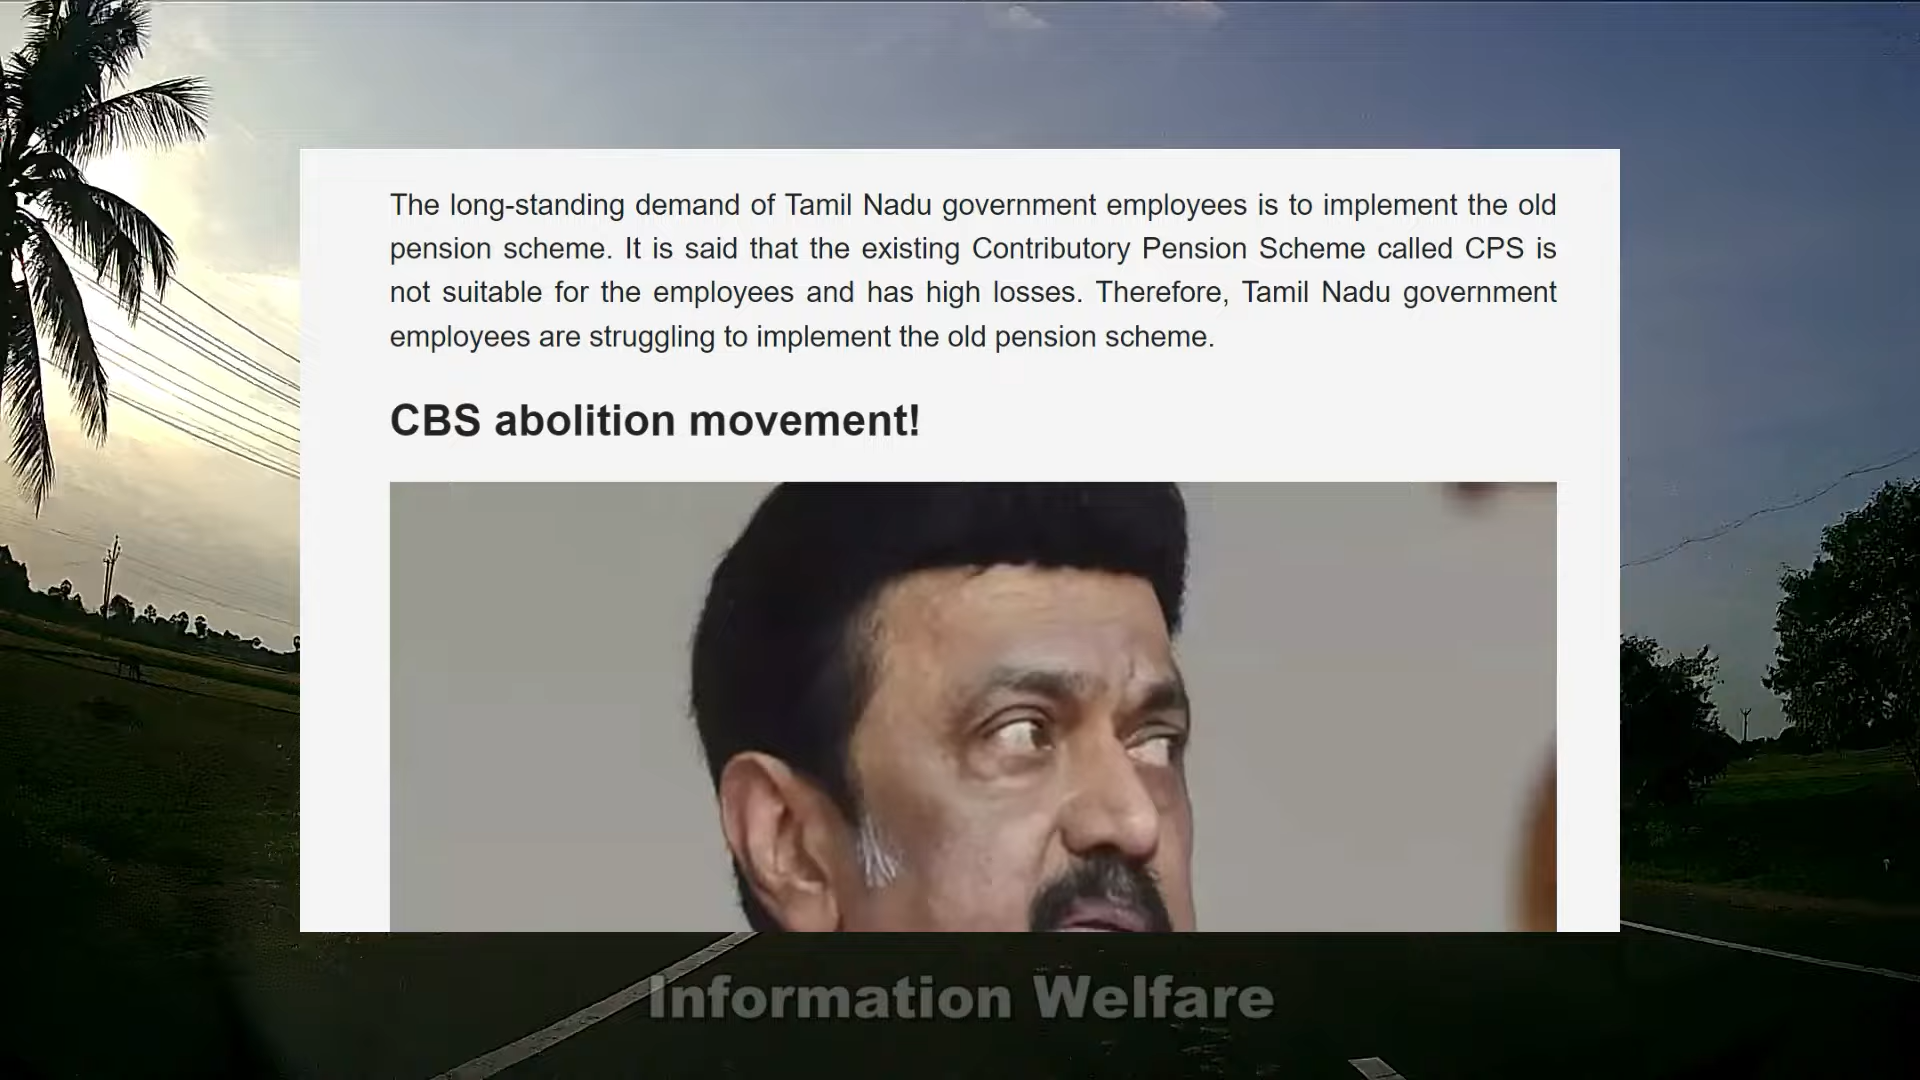 The long-standing demand of Tamil Nadu government employees is to implement the old
pension scheme. It is said that the existing Contributory Pension Scheme called CPS is
not suitable for the employees and has high losses. Therefore, Tamil Nadu government
employees are struggling to implement the old pension scheme.
CBS abolition movement!
Information Welfare